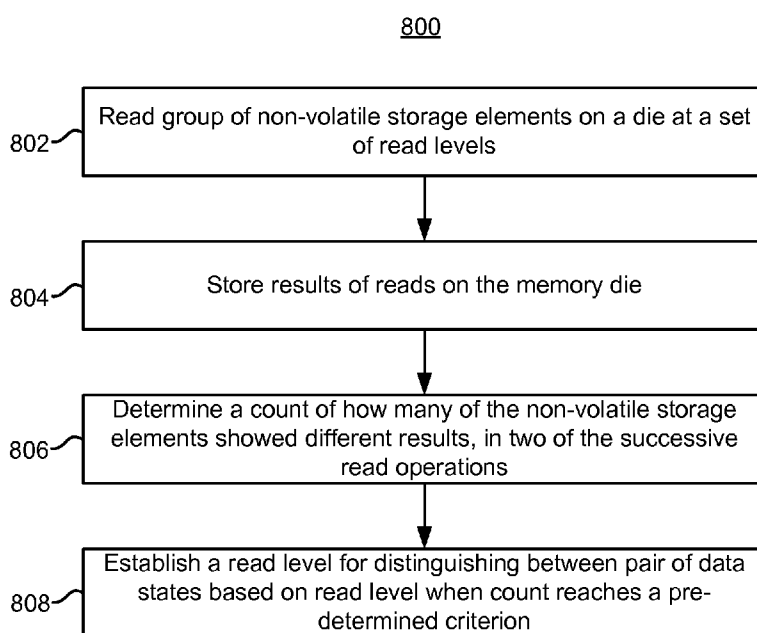 800
Read group of non-volatile storage elements on a die at a set
of read levels
802
Store results of reads on the memory die
804
Determine a count of how many of the non-volatile storage
elements showed different results, in two of the successive
read operations
806
Establish a read level for distinguishing between pair of data
states based on read level when count reaches a pre-
determined criterion
808